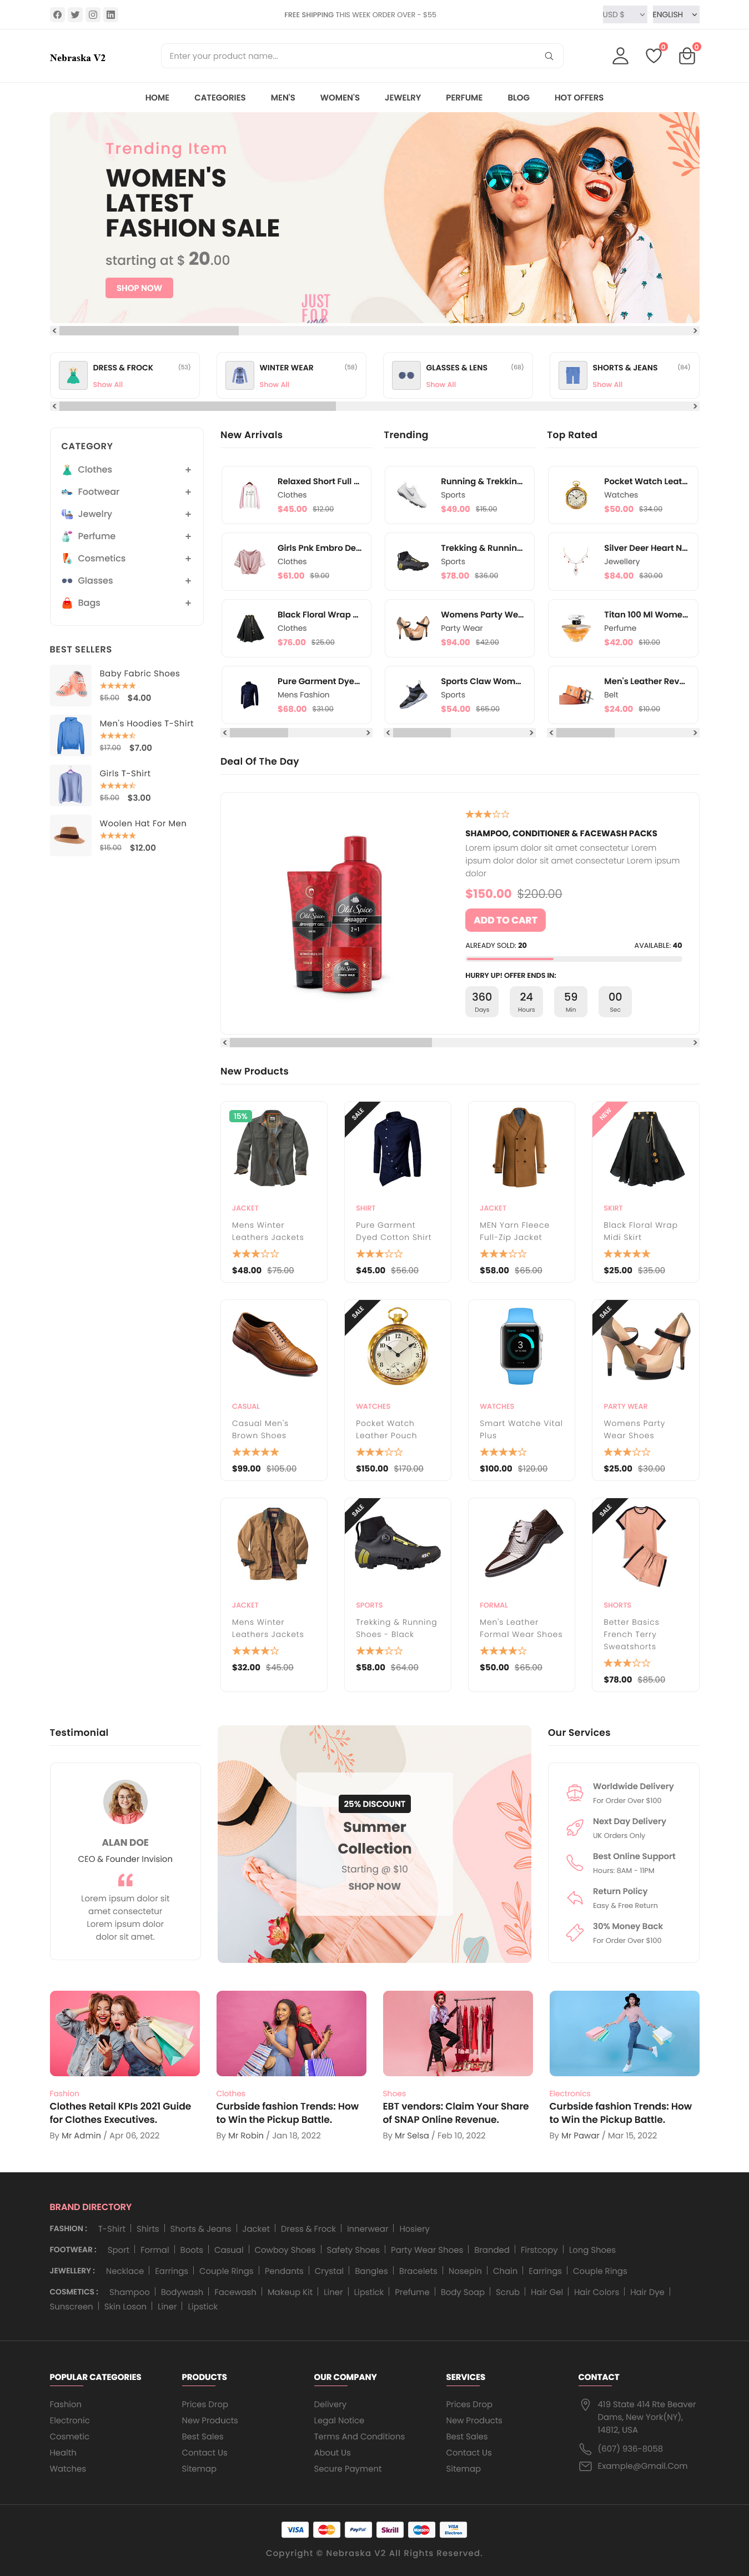 FREE SHIPPING THIS WEEK ORDER OVER - $55
USD $
ENGLISH
Nebraska V2
Enter your product name...
0
0
HOME
CATEGORIES
MEN'S
WOMEN'S
JEWELRY
PERFUME
BLOG
HOT OFFERS
Trending Item
WOMEN'S
LATEST
FASHION SALE
starting at $ 20.00
SHOP NOW
JUST
FOR
you
DRESS & FROCK (53)
Show All
WINTER WEAR (58)
Show All
GLASSES & LENS (68)
Show All
SHORTS & JEANS (84)
Show All
CATEGORY
Clothes +
Footwear +
Jewelry +
Perfume +
Cosmetics +
Glasses +
Bags +
BEST SELLERS
Baby Fabric Shoes
$5.00 $4.00
Men's Hoodies T-Shirt
$17.00 $7.00
Girls T-Shirt
$5.00 $3.00
Woolen Hat For Men
$15.00 $12.00
New Arrivals
Relaxed Short Full ...
Clothes
$45.00 $12.00
Girls Pnk Embro De...
Clothes
$61.00 $9.00
Black Floral Wrap ...
Clothes
$76.00 $25.00
Pure Garment Dye...
Mens Fashion
$68.00 $31.00
Trending
Running & Trekkin...
Sports
$49.00 $15.00
Trekking & Runnin...
Sports
$78.00 $36.00
Womens Party We...
Party Wear
$94.00 $42.00
Sports Claw Wom...
Sports
$54.00 $65.00
Top Rated
Pocket Watch Leat...
Watches
$50.00 $34.00
Silver Deer Heart N...
Jewellery
$84.00 $30.00
Titan 100 Ml Wome...
Perfume
$42.00 $10.00
Men's Leather Rev...
Belt
$24.00 $10.00
Deal Of The Day
Old Spice
Swagger
2in1
Old Spice
Old Spice
SHAMPOO, CONDITIONER & FACEWASH PACKS
Lorem ipsum dolor sit amet consectetur Lorem
ipsum dolor dolor sit amet consectetur Lorem ipsum
dolor
$150.00 $200.00
ADD TO CART
ALREADY SOLD: 20
AVAILABLE: 40
HURRY UP! OFFER ENDS IN:
360 24 59 00
Days Hours Min Sec
New Products
15%
JACKET
Mens Winter
Leathers Jackets
$48.00 $75.00
SALE
SHIRT
Pure Garment
Dyed Cotton Shirt
$45.00 $56.00
JACKET
MEN Yarn Fleece
Full-Zip Jacket
$58.00 $65.00
NEW
SKIRT
Black Floral Wrap
Midi Skirt
$25.00 $35.00
CASUAL
Casual Men's
Brown Shoes
$99.00 $105.00
SALE
WATCHES
Pocket Watch
Leather Pouch
$150.00 $170.00
WATCHES
Smart Watche Vital
Plus
$100.00 $120.00
SALE
PARTY WEAR
Womens Party
Wear Shoes
$25.00 $30.00
JACKET
Mens Winter
Leathers Jackets
$32.00 $45.00
SALE
SPORTS
Trekking & Running
Shoes - Black
$58.00 $64.00
FORMAL
Men's Leather
Formal Wear Shoes
$50.00 $65.00
SALE
SHORTS
Better Basics
French Terry
Sweatshorts
$78.00 $85.00
Testimonial
ALAN DOE
CEO & Founder Invision
Lorem ipsum dolor sit
amet consectetur
Lorem ipsum dolor
dolor sit amet.
25% DISCOUNT
Summer
Collection
Starting @ $10
SHOP NOW
Our Services
Worldwide Delivery
For Order Over $100
Next Day Delivery
UK Orders Only
Best Online Support
Hours: 8AM - 11PM
Return Policy
Easy & Free Return
30% Money Back
For Order Over $100
Fashion
Clothes Retail KPIs 2021 Guide
for Clothes Executives.
By Mr Admin / Apr 06, 2022
Clothes
Curbside fashion Trends: How
to Win the Pickup Battle.
By Mr Robin / Jan 18, 2022
Shoes
EBT vendors: Claim Your Share
of SNAP Online Revenue.
By Mr Selsa / Feb 10, 2022
Electronics
Curbside fashion Trends: How
to Win the Pickup Battle.
By Mr Pawar / Mar 15, 2022
BRAND DIRECTORY
FASHION : T-Shirt | Shirts | Shorts & Jeans | Jacket | Dress & Frock | Innerwear | Hosiery
FOOTWEAR : Sport | Formal | Boots | Casual | Cowboy Shoes | Safety Shoes | Party Wear Shoes | Branded | Firstcopy | Long Shoes
JEWELLERY : Necklace | Earrings | Couple Rings | Pendants | Crystal | Bangles | Bracelets | Nosepin | Chain | Earrings | Couple Rings
COSMETICS : Shampoo | Bodywash | Facewash | Makeup Kit | Liner | Lipstick | Prefume | Body Soap | Scrub | Hair Gel | Hair Colors | Hair Dye |
Sunscreen | Skin Loson | Liner | Lipstick
POPULAR CATEGORIES
Fashion
Electronic
Cosmetic
Health
Watches
PRODUCTS
Prices Drop
New Products
Best Sales
Contact Us
Sitemap
OUR COMPANY
Delivery
Legal Notice
Terms And Conditions
About Us
Secure Payment
SERVICES
Prices Drop
New Products
Best Sales
Contact Us
Sitemap
CONTACT
419 State 414 Rte Beaver
Dams, New York(NY),
14812, USA
(607) 936-8058
Example@Gmail.Com
VISA
PayPal
Skrill
VISA
Electron
Copyright © Nebraska V2 All Rights Reserved.